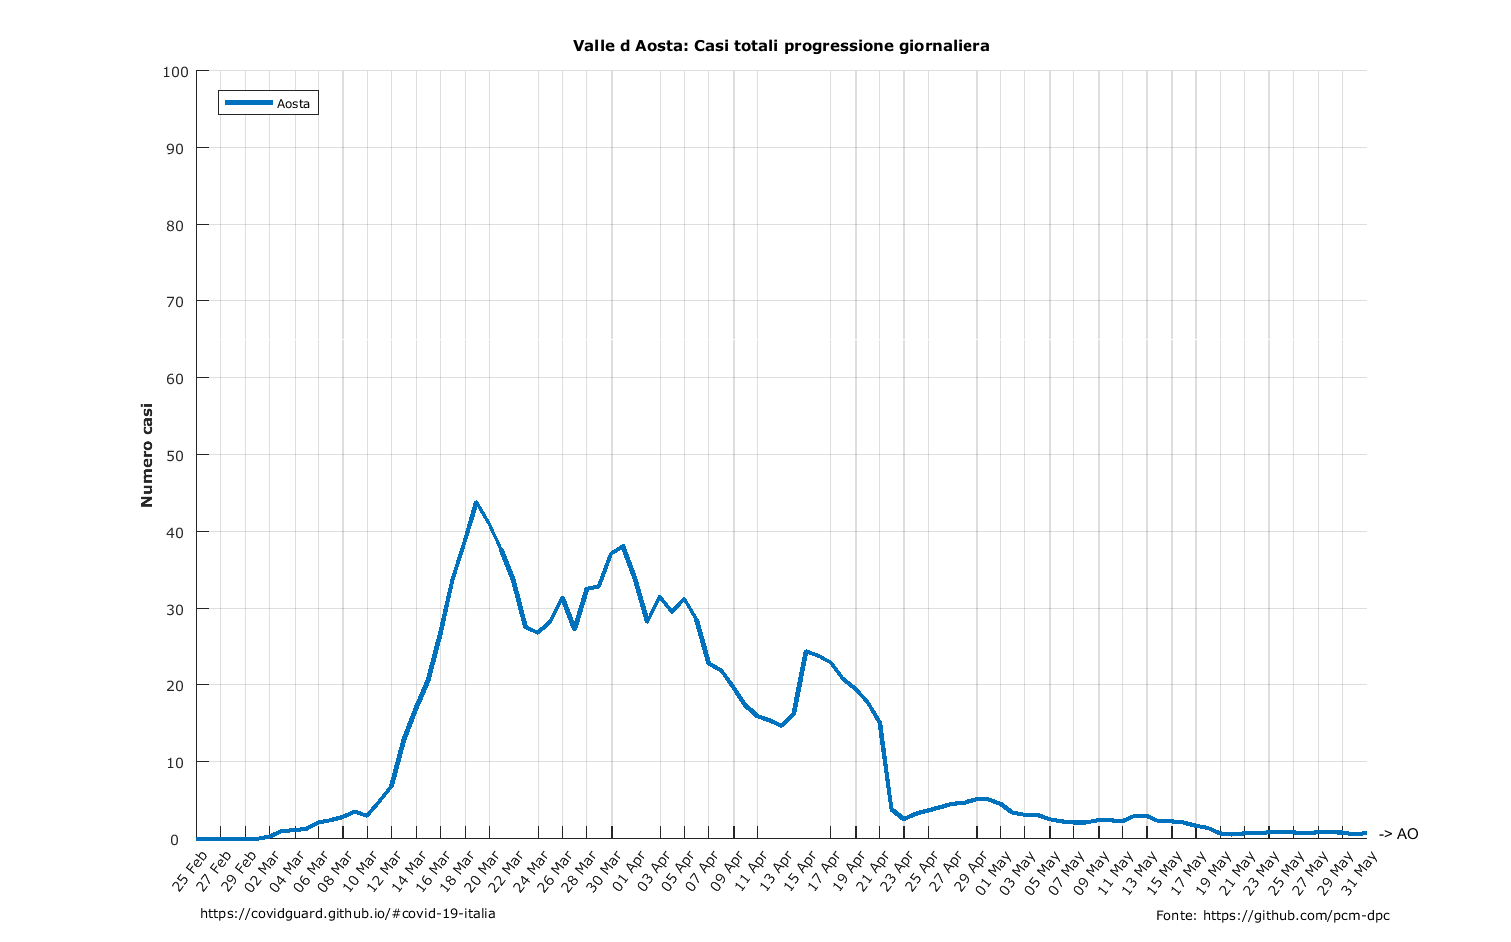 Valle d Aosta: Casi totali progressione giornaliera
Aosta
100
90
80
70
60
50
40
30
20
10
0
Numero casi
-> AO
25 Feb
27 Feb
29 Feb
02 Mar
04 Mar
06 Mar
08 Mar
10 Mar
12 Mar
14 Mar
16 Mar
18 Mar
20 Mar
22 Mar
24 Mar
26 Mar
28 Mar
30 Mar
01 Apr
03 Apr
05 Apr
07 Apr
09 Apr
11 Apr
13 Apr
15 Apr
17 Apr
19 Apr
21 Apr
23 Apr
25 Apr
27 Apr
29 Apr
01 May
03 May
05 May
07 May
09 May
11 May
13 May
15 May
17 May
19 May
21 May
23 May
25 May
27 May
29 May
31 May
https://covidguard.github.io/#covid-19-italia
Fonte: https://github.com/pcm-dpc